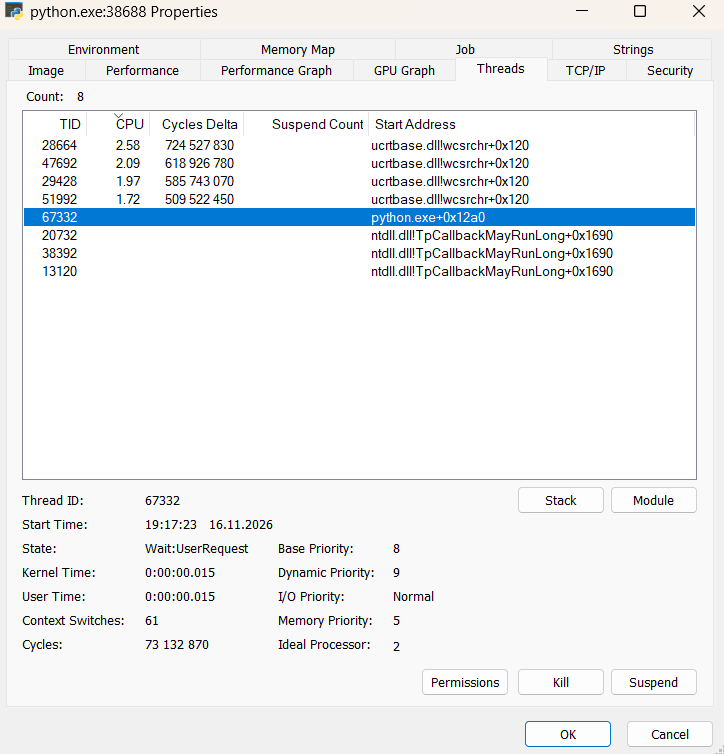 python.exe:38688 Properties
Environment Memory Map Job Strings
Image Performance Performance Graph GPU Graph Threads TCP/IP Security
Count: 8
TID CPU Cycles Delta Suspend Count Start Address
28664 2.58 724 527 830 ucrtbase.dll!wcsrchr+0x120
47692 2.09 618 926 780 ucrtbase.dll!wcsrchr+0x120
29428 1.97 585 743 070 ucrtbase.dll!wcsrchr+0x120
51992 1.72 509 522 450 ucrtbase.dll!wcsrchr+0x120
67332 python.exe+0x12a0
20732 ntdll.dll!TpCallbackMayRunLong+0x1690
38392 ntdll.dll!TpCallbackMayRunLong+0x1690
13120 ntdll.dll!TpCallbackMayRunLong+0x1690
Thread ID: 67332 Stack Module
Start Time: 19:17:23 16.11.2026
State: Wait:UserRequest Base Priority: 8
Kernel Time: 0:00:00.015 Dynamic Priority: 9
User Time: 0:00:00.015 I/O Priority: Normal
Context Switches: 61 Memory Priority: 5
Cycles: 73 132 870 Ideal Processor: 2
Permissions Kill Suspend
OK Cancel